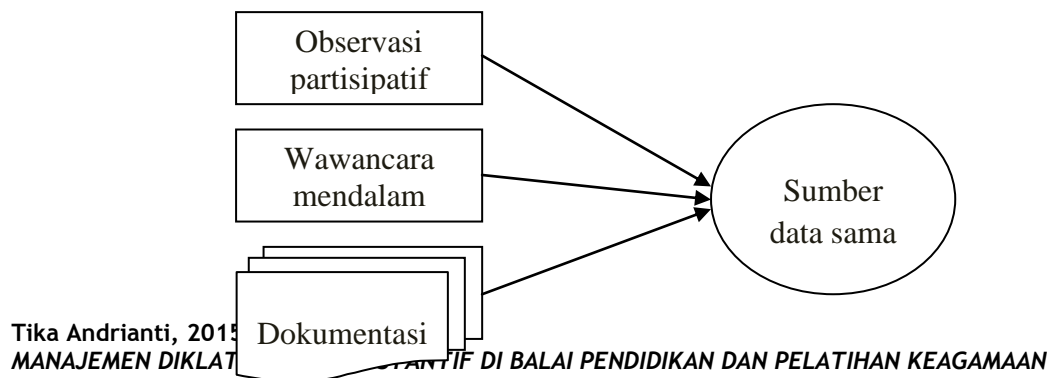 Observasi
partisipatif
Wawancara
mendalam
Sumber
data sama
Dokumentasi
Tika Andrianti, 2015
MANAJEMEN DIKLAT DI BALAI PENDIDIKAN DAN PELATIHAN KEAGAMAAN